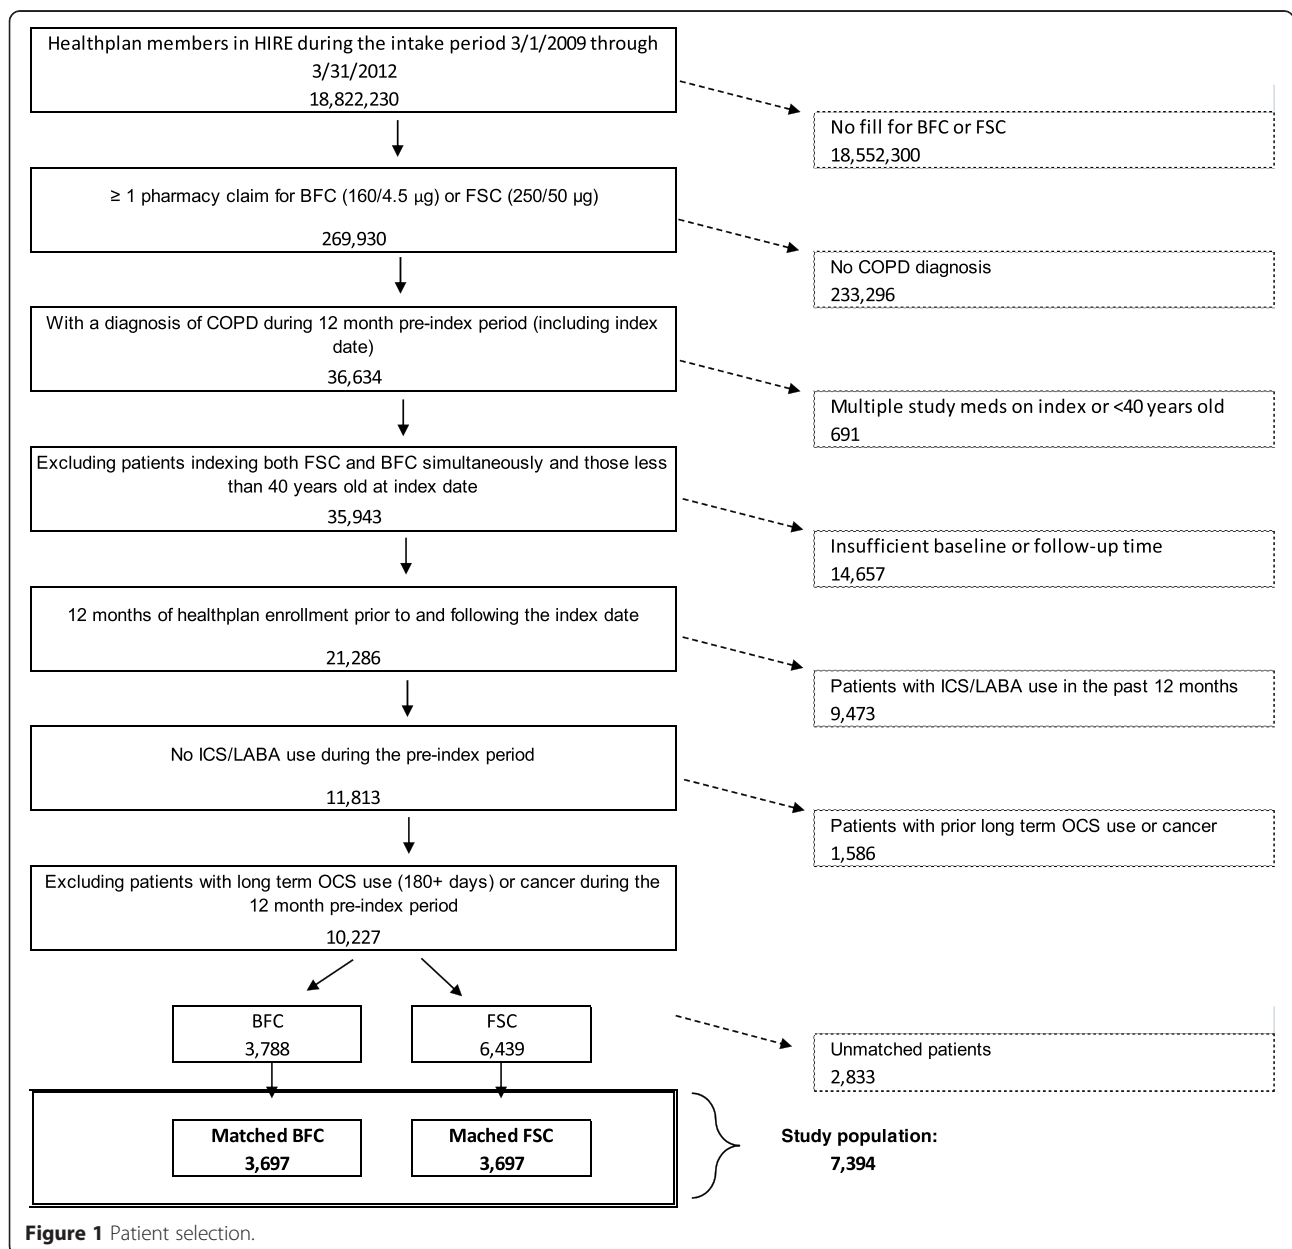 Healthplan members in HIRE during the intake period 3/1/2009 through
3/31/2012
18,822,230
No fill for BFC or FSC
18,552,300
≥ 1 pharmacy claim for BFC (160/4.5 µg) or FSC (250/50 µg)
269,930
No COPD diagnosis
233,296
With a diagnosis of COPD during 12 month pre-index period (including index
date)
36,634
Multiple study meds on index or <40 years old
691
Excluding patients indexing both FSC and BFC simultaneously and those less
than 40 years old at index date
35,943
Insufficient baseline or follow-up time
14,657
12 months of healthplan enrollment prior to and following the index date
21,286
Patients with ICS/LABA use in the past 12 months
9,473
No ICS/LABA use during the pre-index period
11,813
Patients with prior long term OCS use or cancer
1,586
Excluding patients with long term OCS use (180+ days) or cancer during the
12 month pre-index period
10,227
BFC
3,788
FSC
6,439
Unmatched patients
2,833
Matched BFC
3,697
Mached FSC
3,697
Study population:
7,394
Figure 1 Patient selection.